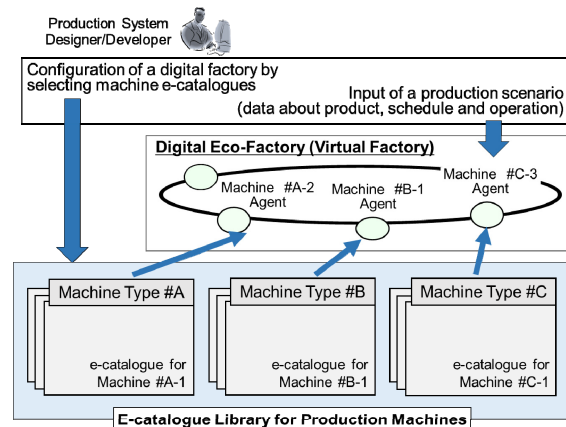 Production System
Designer/Developer
Configuration of a digital factory by
selecting machine e-catalogues
Input of a production scenario
(data about product, schedule and operation)
Digital Eco-Factory (Virtual Factory)
Machine #A-2
Agent
Machine #B-1
Agent
Machine #C-3
Agent
Machine Type #A
e-catalogue for
Machine #A-1
Machine Type #B
e-catalogue for
Machine #B-1
Machine Type #C
e-catalogue for
Machine #C-1
E-catalogue Library for Production Machines